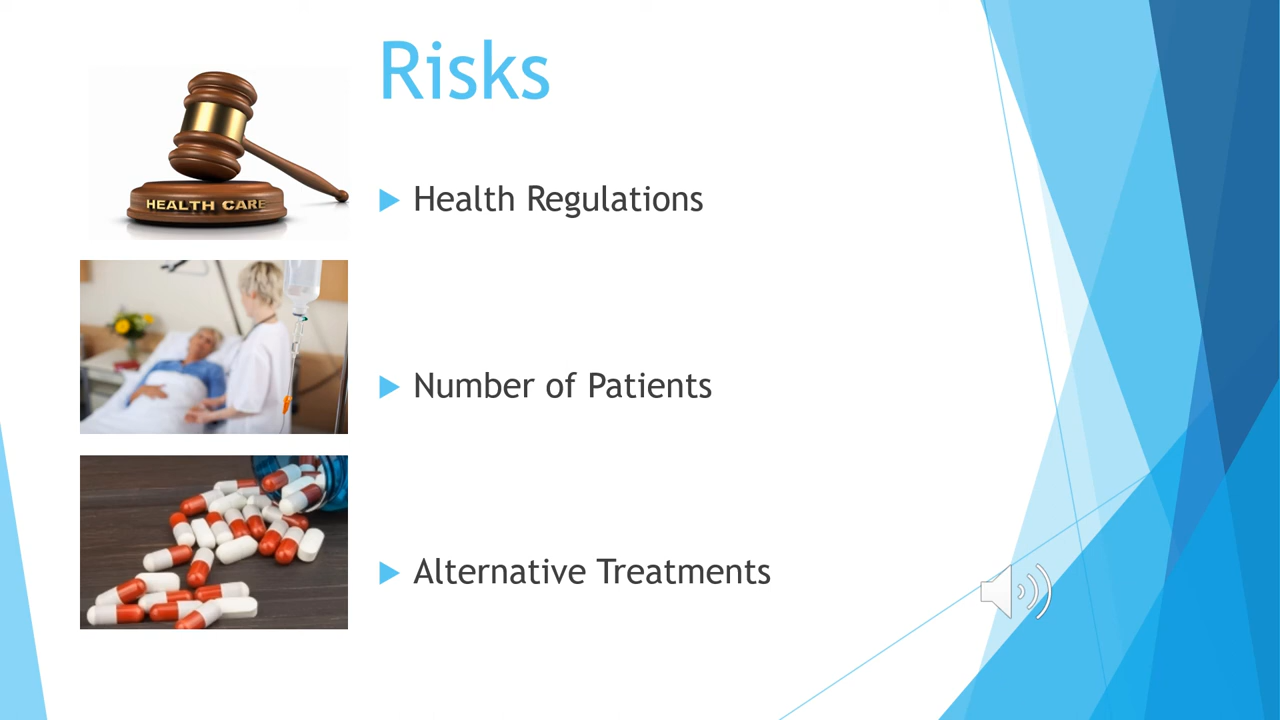 Risks
HEALTH CARE
Health Regulations
Number of Patients
Alternative Treatments